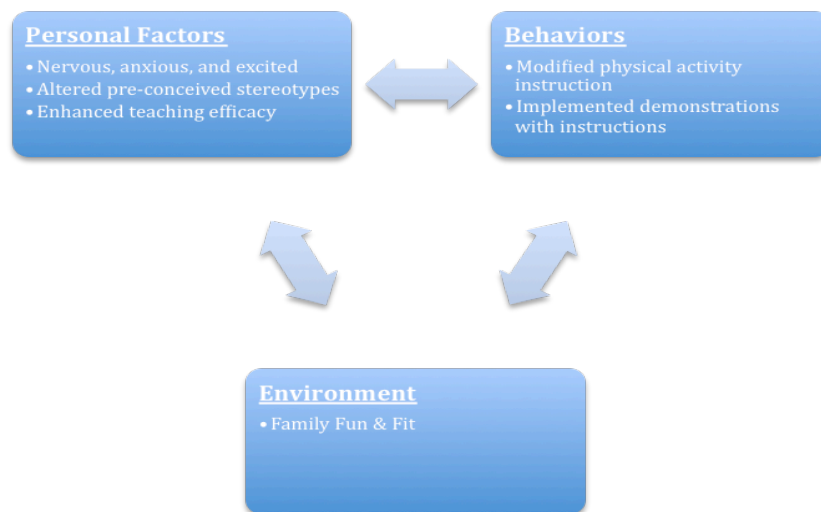 Personal Factors
• Nervous, anxious, and excited
• Altered pre-conceived stereotypes
• Enhanced teaching efficacy
Behaviors
• Modified physical activity
instruction
• Implemented demonstrations
with instructions
Environment
• Family Fun & Fit